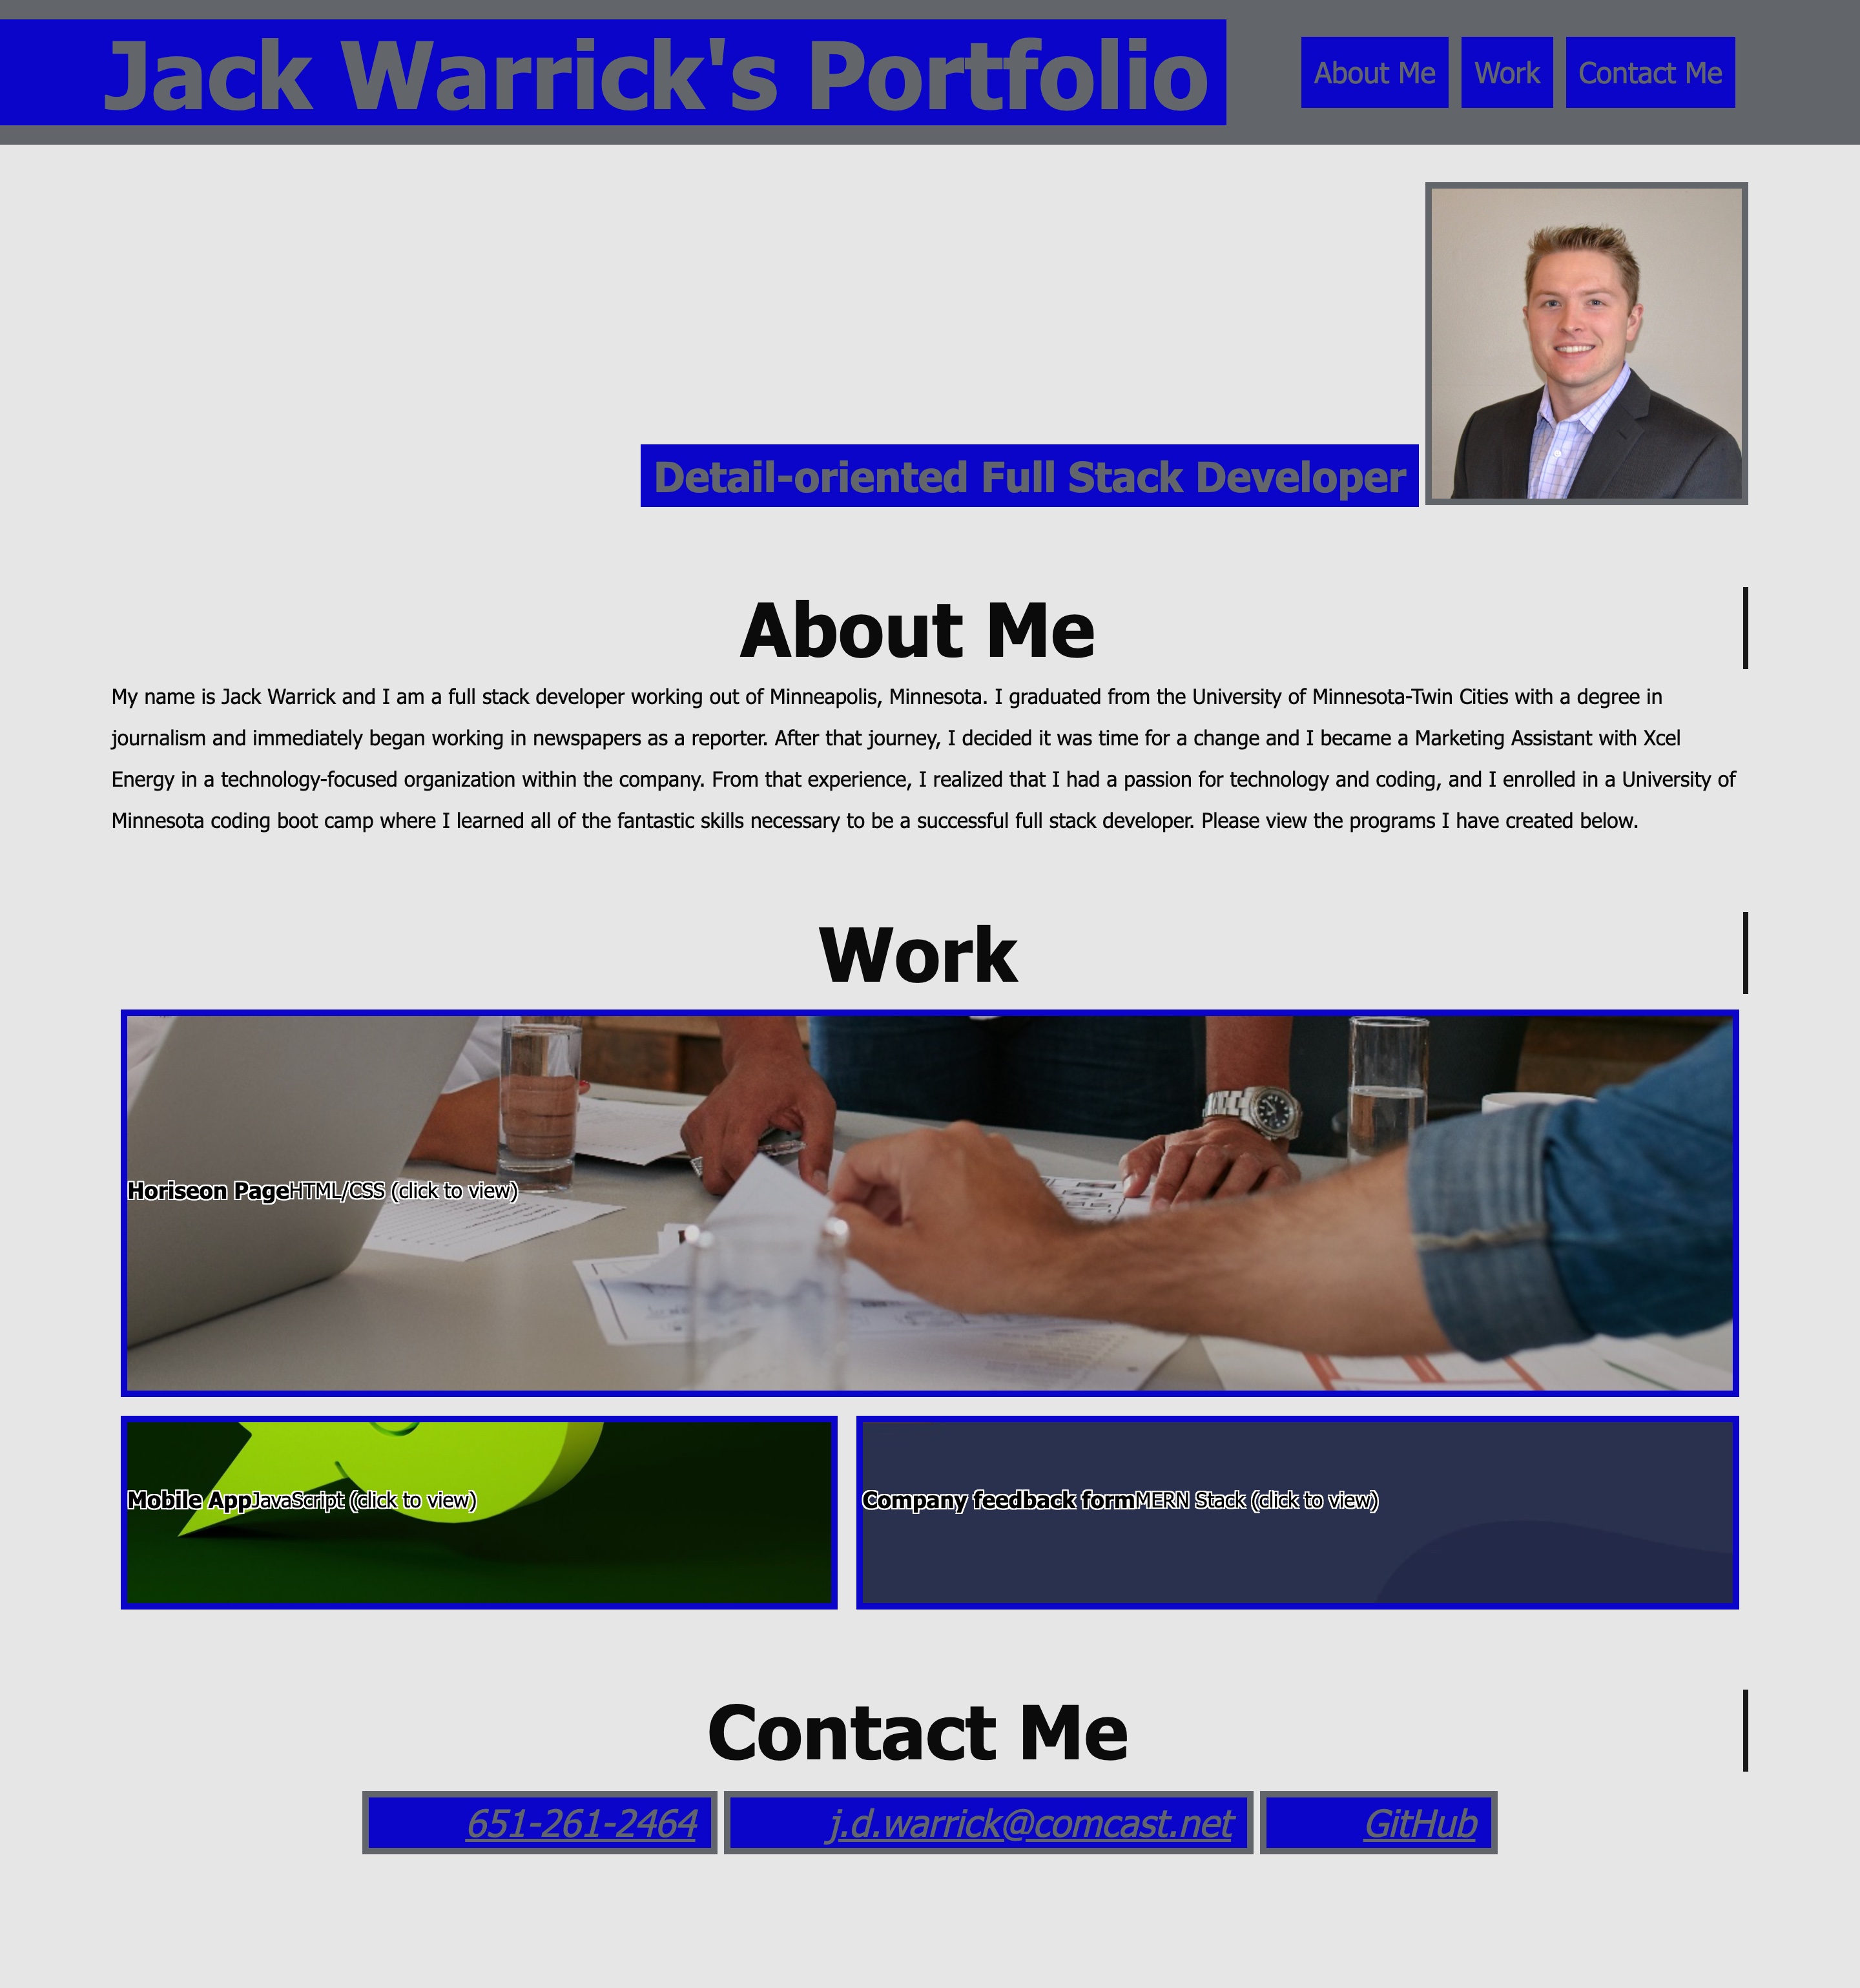 Jack Warrick's Portfolio
About Me
Work
Contact Me
Detail-oriented Full Stack Developer
About Me
My name is Jack Warrick and I am a full stack developer working out of Minneapolis, Minnesota. I graduated from the University of Minnesota-Twin Cities with a degree in
journalism and immediately began working in newspapers as a reporter. After that journey, I decided it was time for a change and I became a Marketing Assistant with Xcel
Energy in a technology-focused organization within the company. From that experience, I realized that I had a passion for technology and coding, and I enrolled in a University of
Minnesota coding boot camp where I learned all of the fantastic skills necessary to be a successful full stack developer. Please view the programs I have created below.
Work
Horiseon PageHTML/CSS (click to view)
Mobile AppJavaScript (click to view)
Company feedback formMERN Stack (click to view)
Contact Me
651-261-2464
j.d.warrick@comcast.net
GitHub